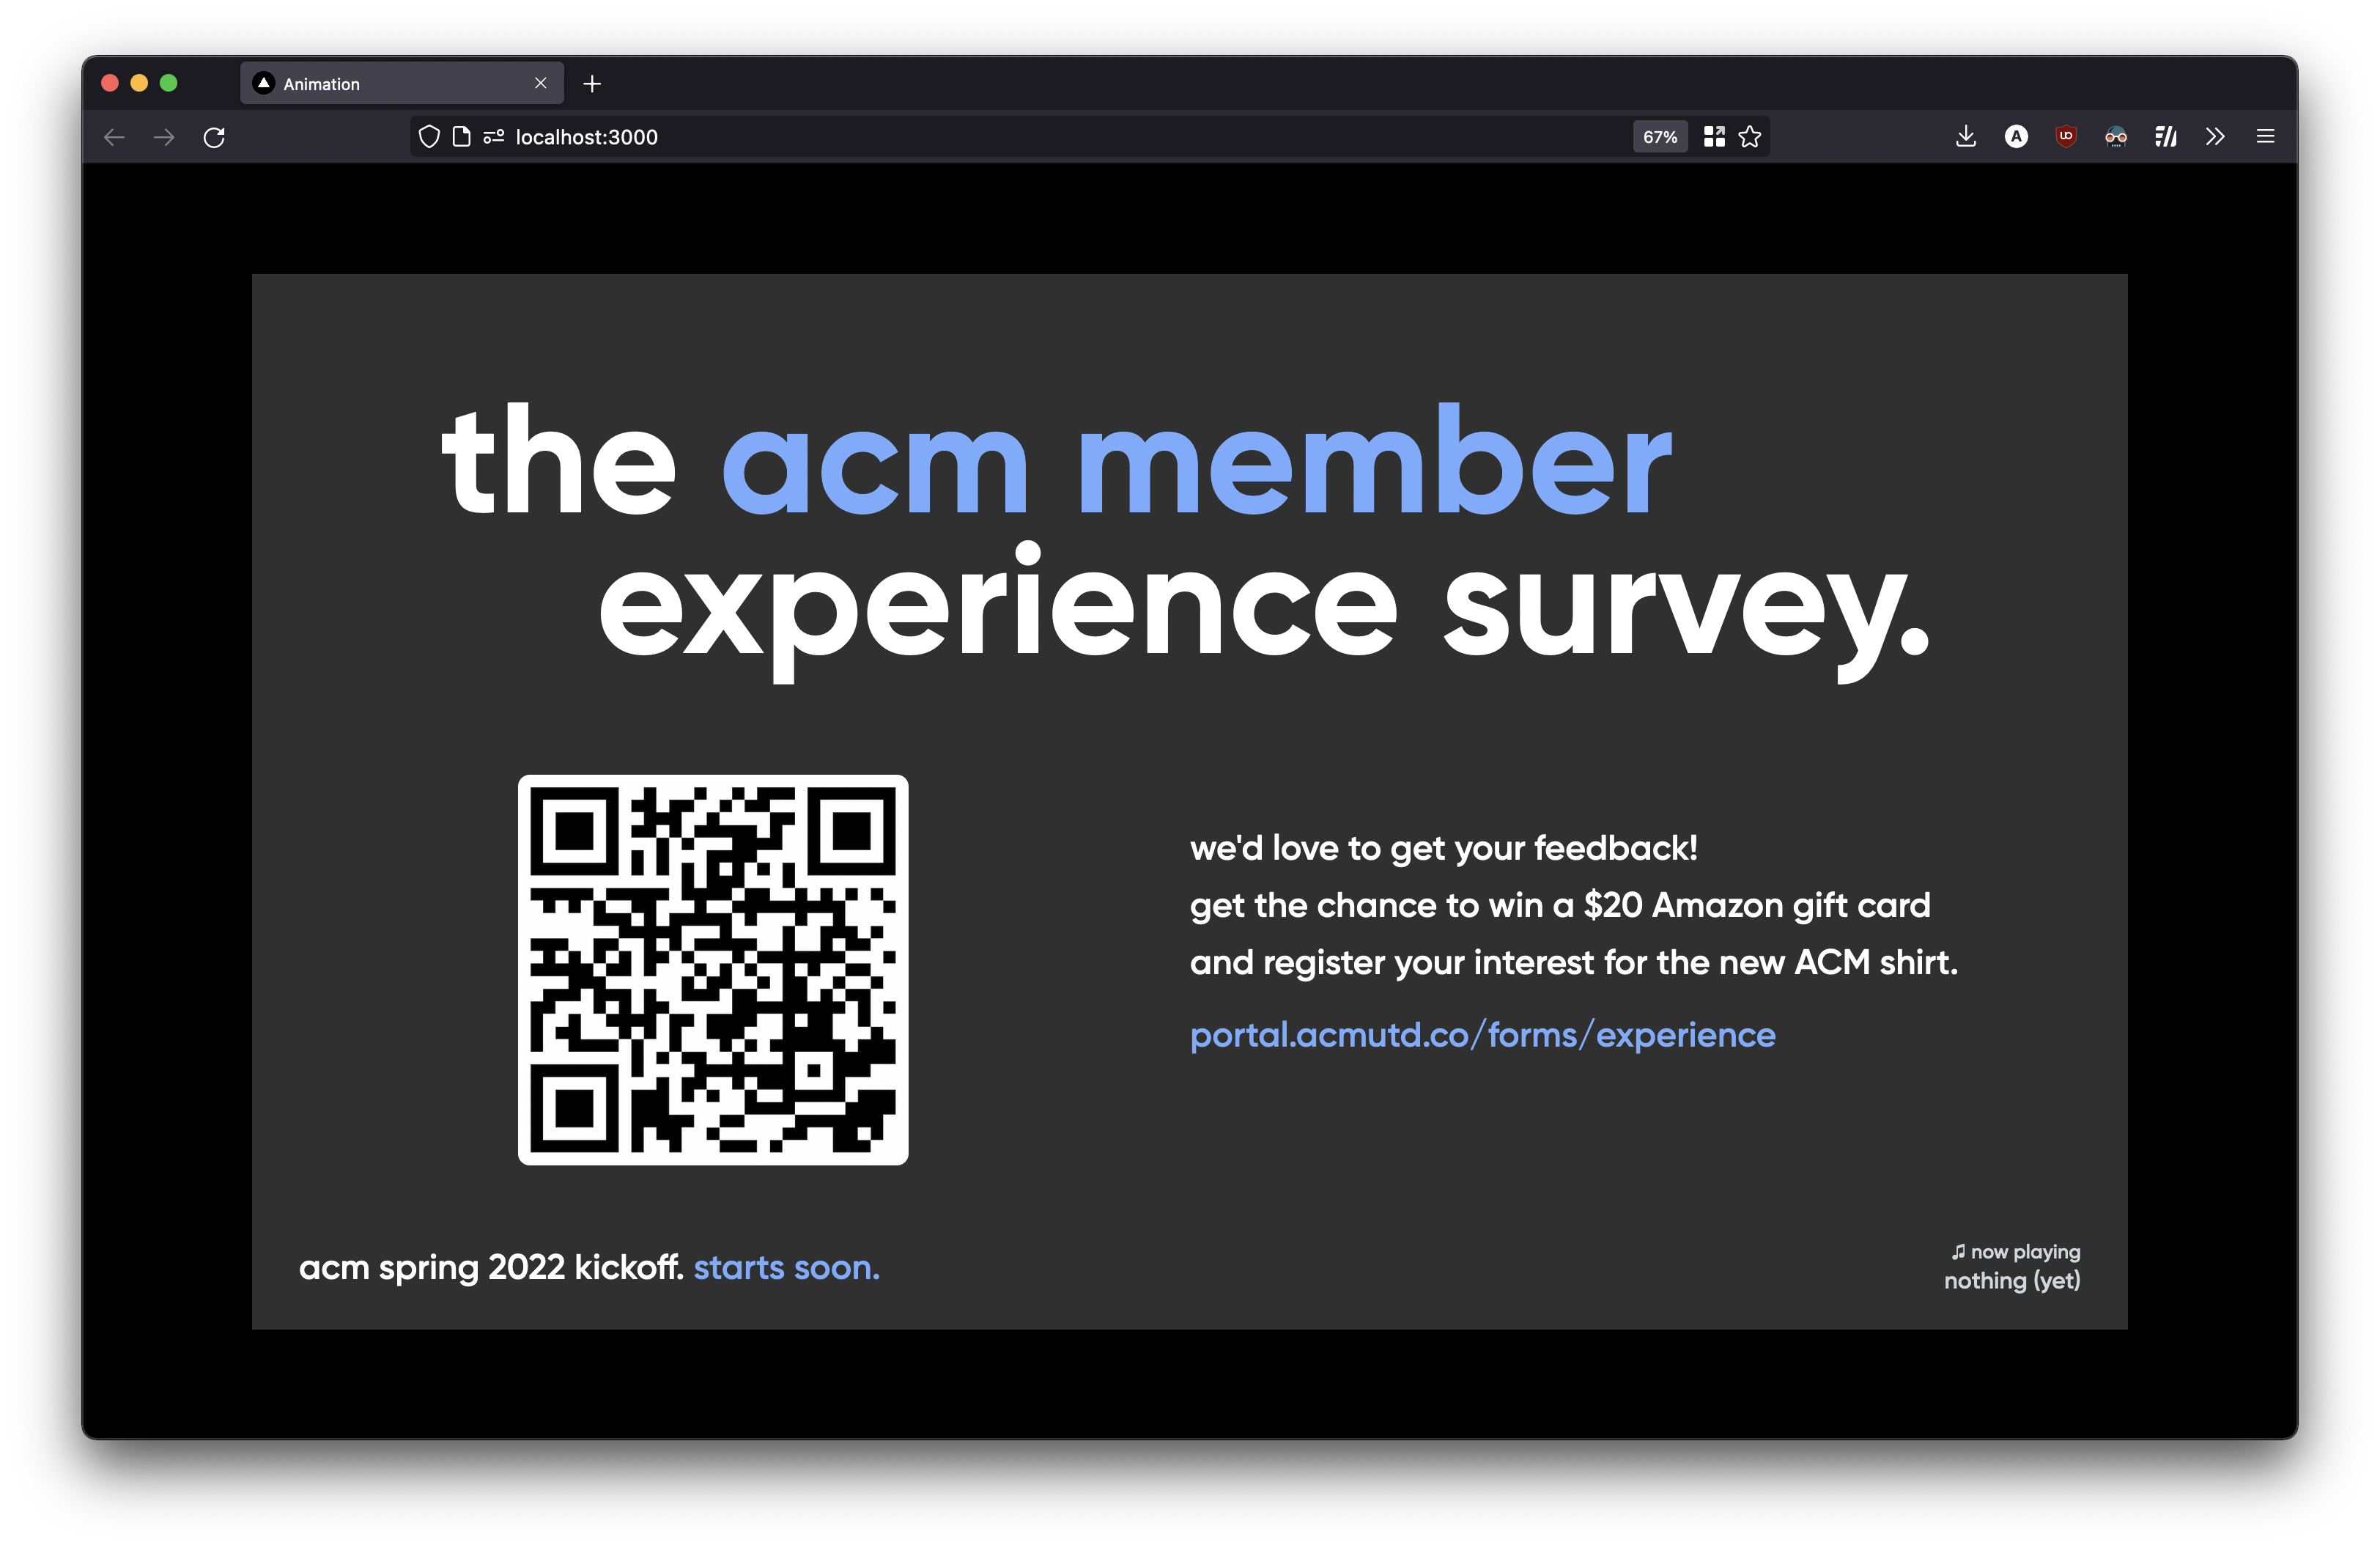 Animation
localhost:3000
67%
the acm member
experience survey.
we'd love to get your feedback!
get the chance to win a $20 Amazon gift card
and register your interest for the new ACM shirt.
portal.acmutd.co/forms/experience
acm spring 2022 kickoff. starts soon.
♫ now playing
nothing (yet)